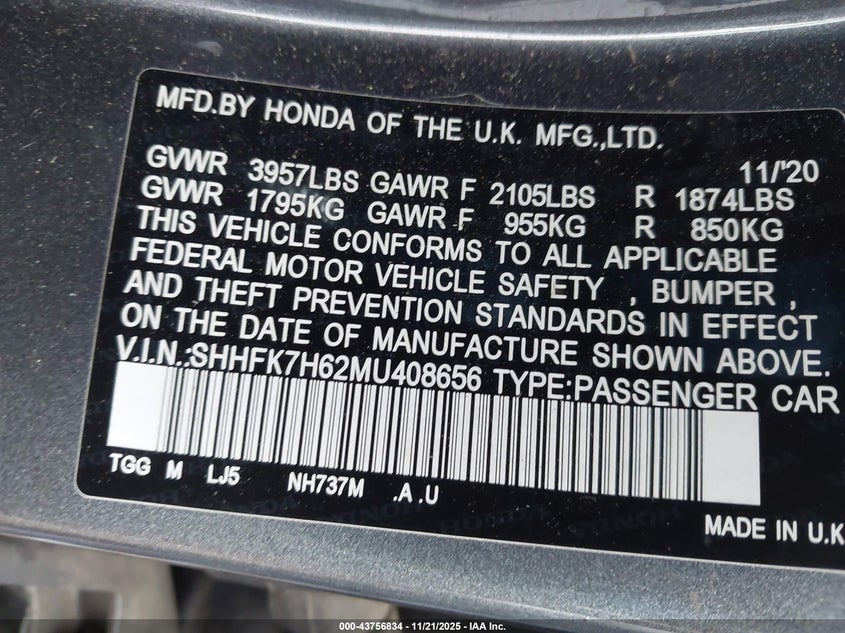 MFD.BY HONDA OF THE U.K. MFG.,LTD.
11/'20
GVWR 3957LBS GAWR F 2105LBS R 1874LBS
GVWR 1795KG GAWR F 955KG R 850KG
THIS VEHICLE CONFORMS TO ALL APPLICABLE
FEDERAL MOTOR VEHICLE SAFETY , BUMPER ,
AND THEFT PREVENTION STANDARDS IN EFFECT
ON THE DATE OF MANUFACTURE SHOWN ABOVE.
V.I.N.:SHHFK7H62MU408656 TYPE:PASSENGER CAR
TGG M LJ5 NH737M .A .U
HONDA HONDA
MADE IN U.K
000-43756834 - 11/21/2025 - IAA Inc.